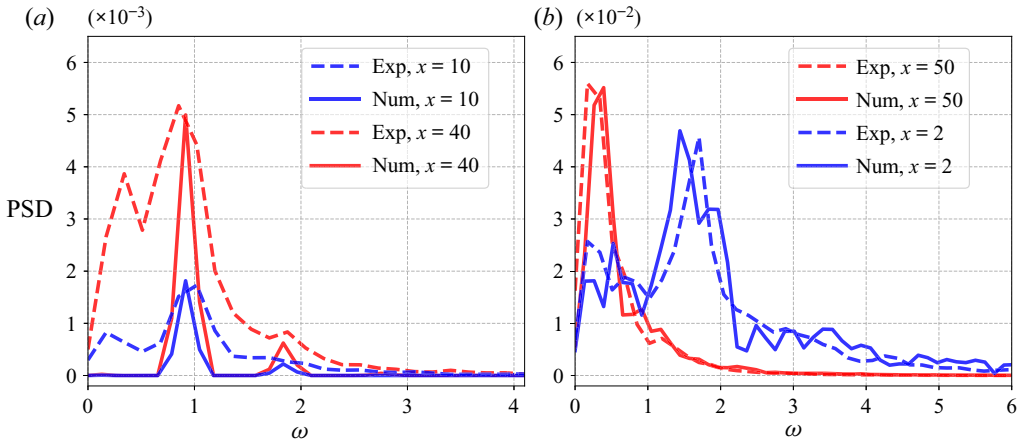 (a) (×10⁻³)
6
5
4
3
2
1
0
PSD
0 1 2 3 4
ω
Exp, x = 10
Num, x = 10
Exp, x = 40
Num, x = 40
(b) (×10⁻²)
6
5
4
3
2
1
0
0 1 2 3 4 5 6
ω
Exp, x = 50
Num, x = 50
Exp, x = 2
Num, x = 2